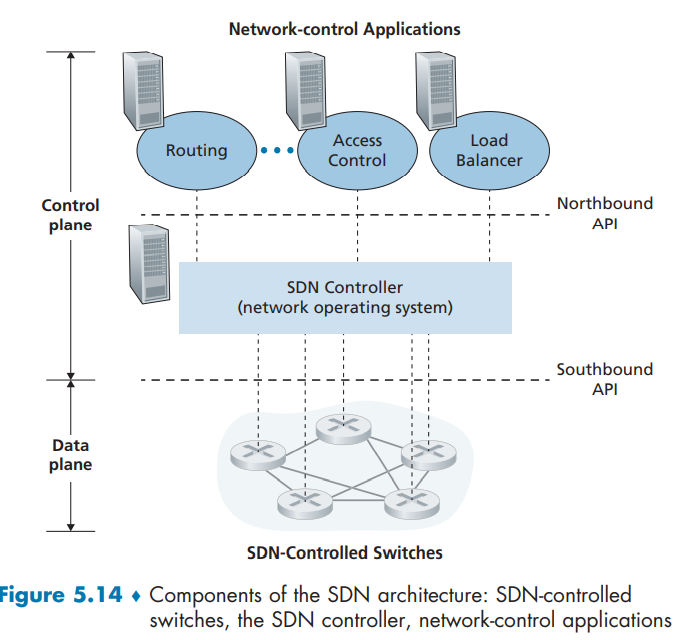 Network-control Applications
Routing
Access
Control
Load
Balancer
Control
plane
Northbound
API
SDN Controller
(network operating system)
Southbound
API
Data
plane
SDN-Controlled Switches
Figure 5.14 ♦ Components of the SDN architecture: SDN-controlled
switches, the SDN controller, network-control applications